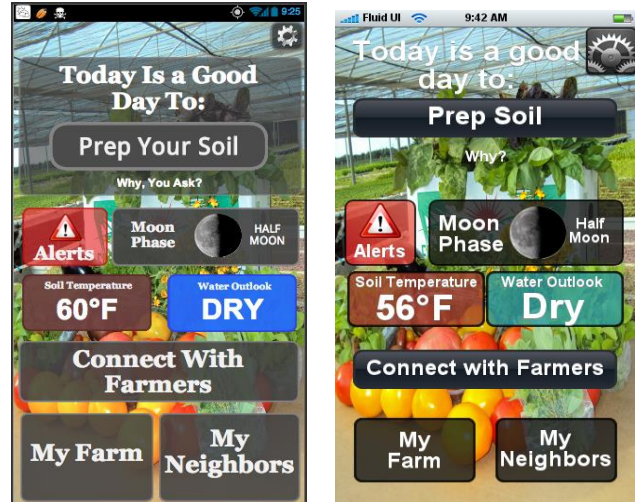 9:25
Today Is a Good
Day To:
Prep Your Soil
Why, You Ask?
Alerts
Moon
Phase
HALF
MOON
Soil Temperature
60°F
Water Outlook
DRY
Connect With
Farmers
My Farm
My
Neighbors
Fluid UI
9:42 AM
Today is a good
day to:
Prep Soil
Why?
Alerts
Moon
Phase
Half
Moon
Soil Temperature
56°F
Water Outlook
Dry
Connect with Farmers
My
Farm
My
Neighbors